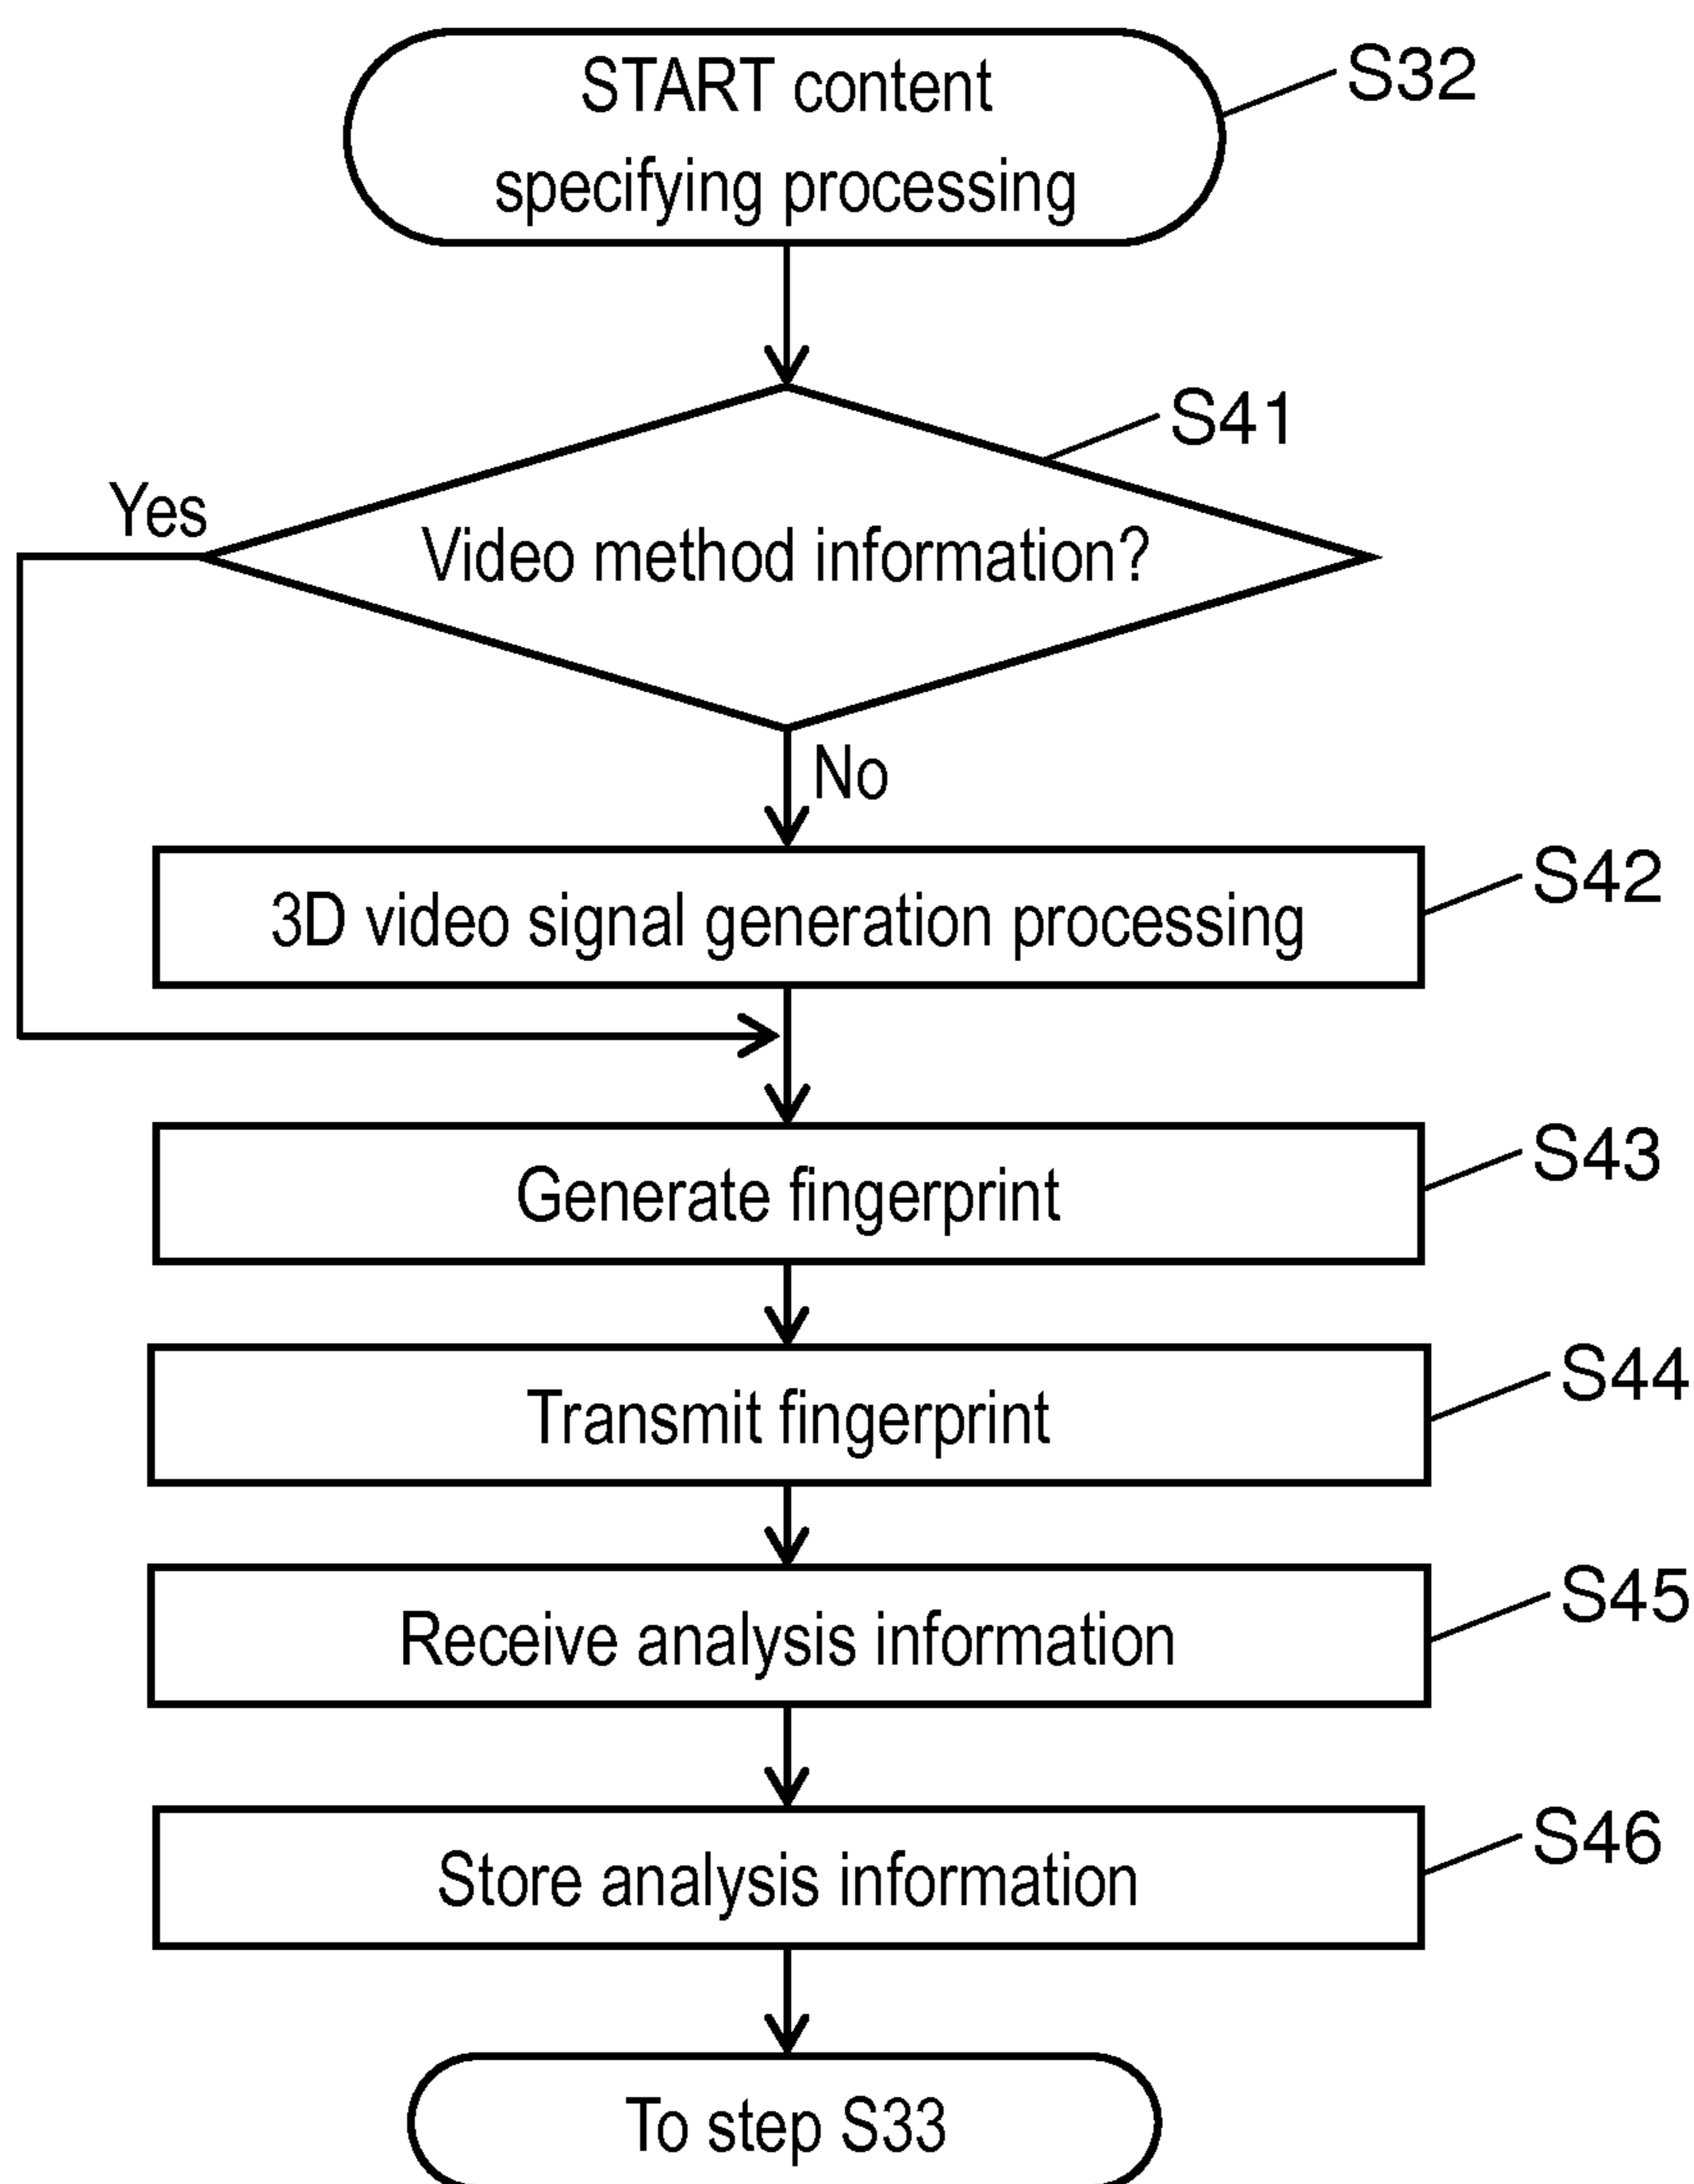 START content
specifying processing
S32
S41
Yes
Video method information?
No
S42
3D video signal generation processing
S43
Generate fingerprint
S44
Transmit fingerprint
S45
Receive analysis information
S46
Store analysis information
To step S33